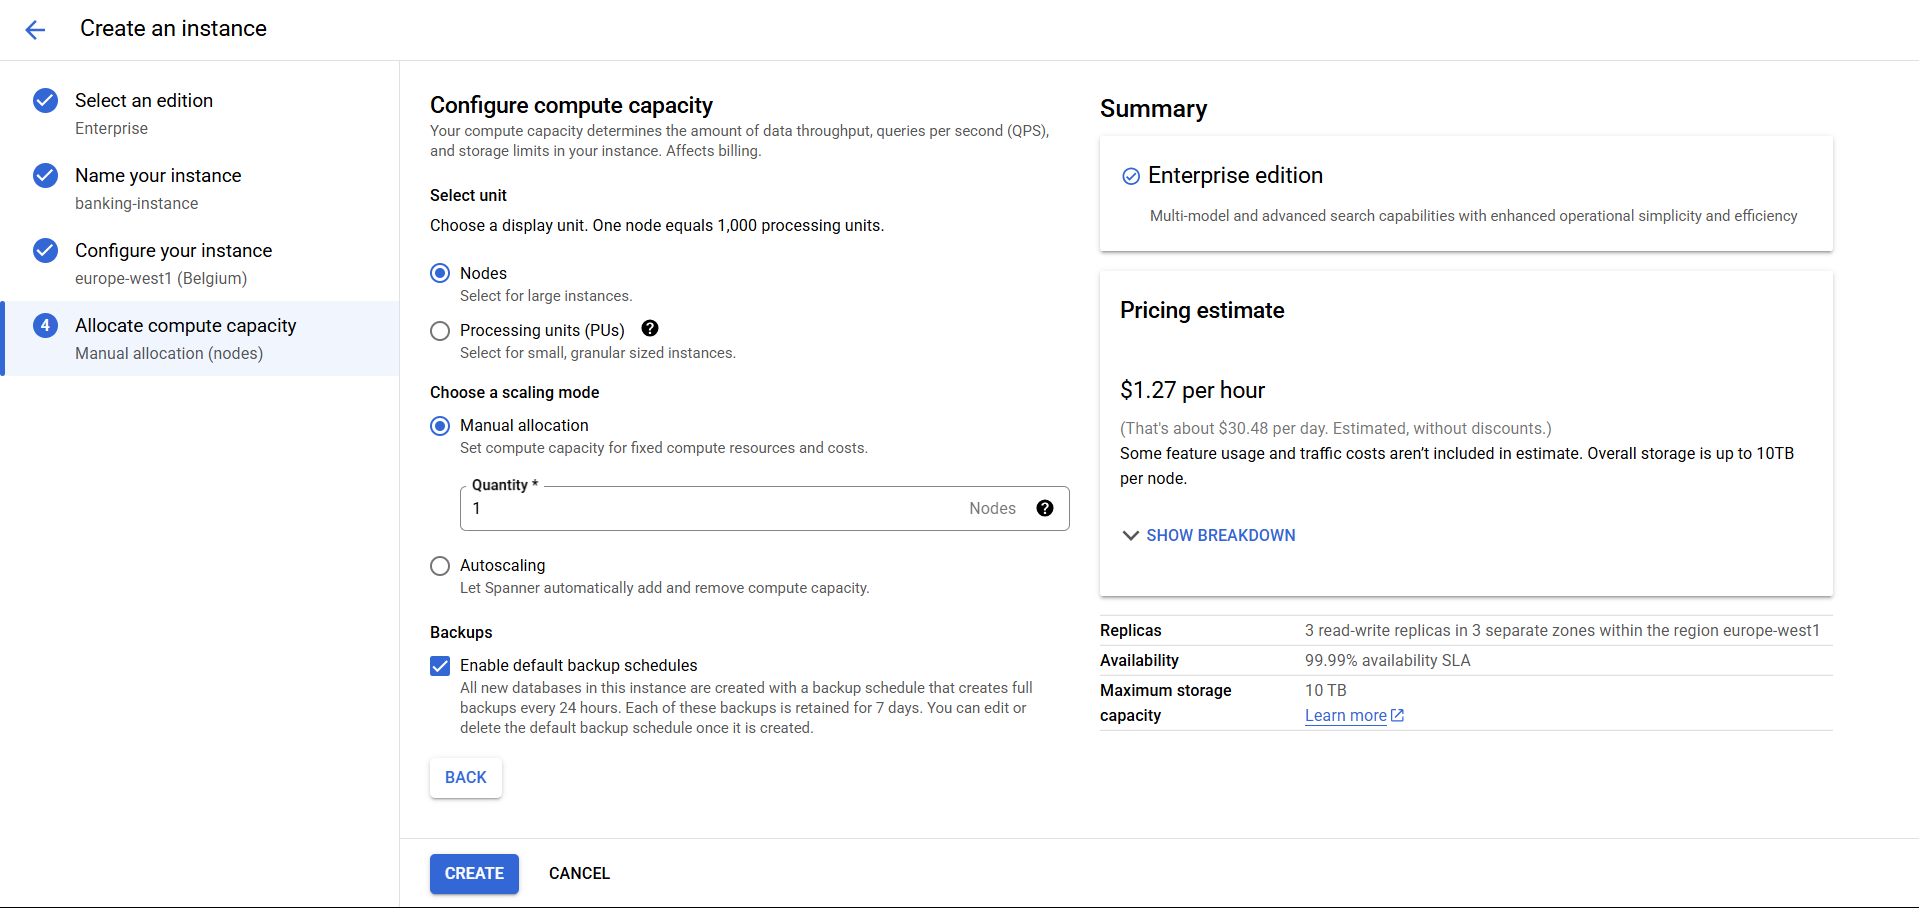 Create an instance
Select an edition
Enterprise
Name your instance
banking-instance
Configure your instance
europe-west1 (Belgium)
4
Allocate compute capacity
Manual allocation (nodes)
Configure compute capacity
Your compute capacity determines the amount of data throughput, queries per second (QPS),
and storage limits in your instance. Affects billing.
Select unit
Choose a display unit. One node equals 1,000 processing units.
Nodes
Select for large instances.
Processing units (PUs) ?
Select for small, granular sized instances.
Choose a scaling mode
Manual allocation
Set compute capacity for fixed compute resources and costs.
Quantity *
1 Nodes ?
Autoscaling
Let Spanner automatically add and remove compute capacity.
Backups
Enable default backup schedules
All new databases in this instance are created with a backup schedule that creates full
backups every 24 hours. Each of these backups is retained for 7 days. You can edit or
delete the default backup schedule once it is created.
BACK
CREATE CANCEL
Summary
Enterprise edition
Multi-model and advanced search capabilities with enhanced operational simplicity and efficiency
Pricing estimate
$1.27 per hour
(That's about $30.48 per day. Estimated, without discounts.)
Some feature usage and traffic costs aren’t included in estimate. Overall storage is up to 10TB
per node.
SHOW BREAKDOWN
Replicas 3 read-write replicas in 3 separate zones within the region europe-west1
Availability 99.99% availability SLA
Maximum storage 10 TB
capacity Learn more